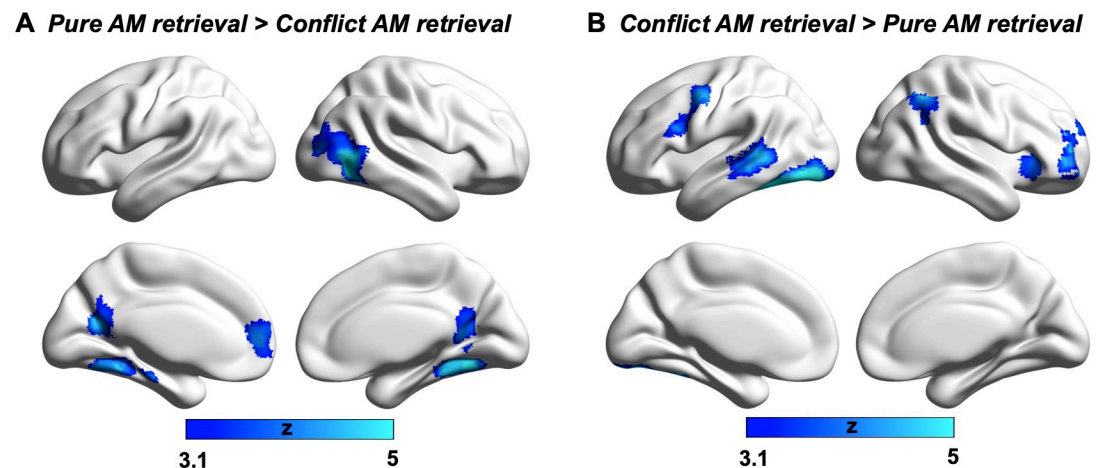 A Pure AM retrieval > Conflict AM retrieval
B Conflict AM retrieval > Pure AM retrieval
z
3.1 5
z
3.1 5